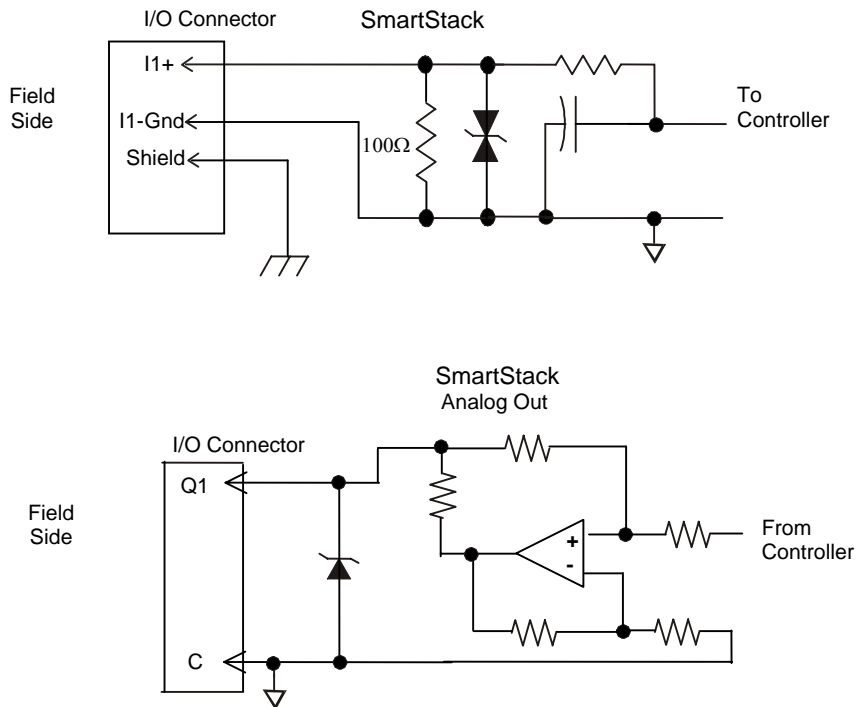 I/O Connector
SmartStack
I1+
Field
Side
I1-Gnd
To
Controller
Shield
100Ω
SmartStack
Analog Out
I/O Connector
Q1
Field
Side
+
-
From
Controller
C